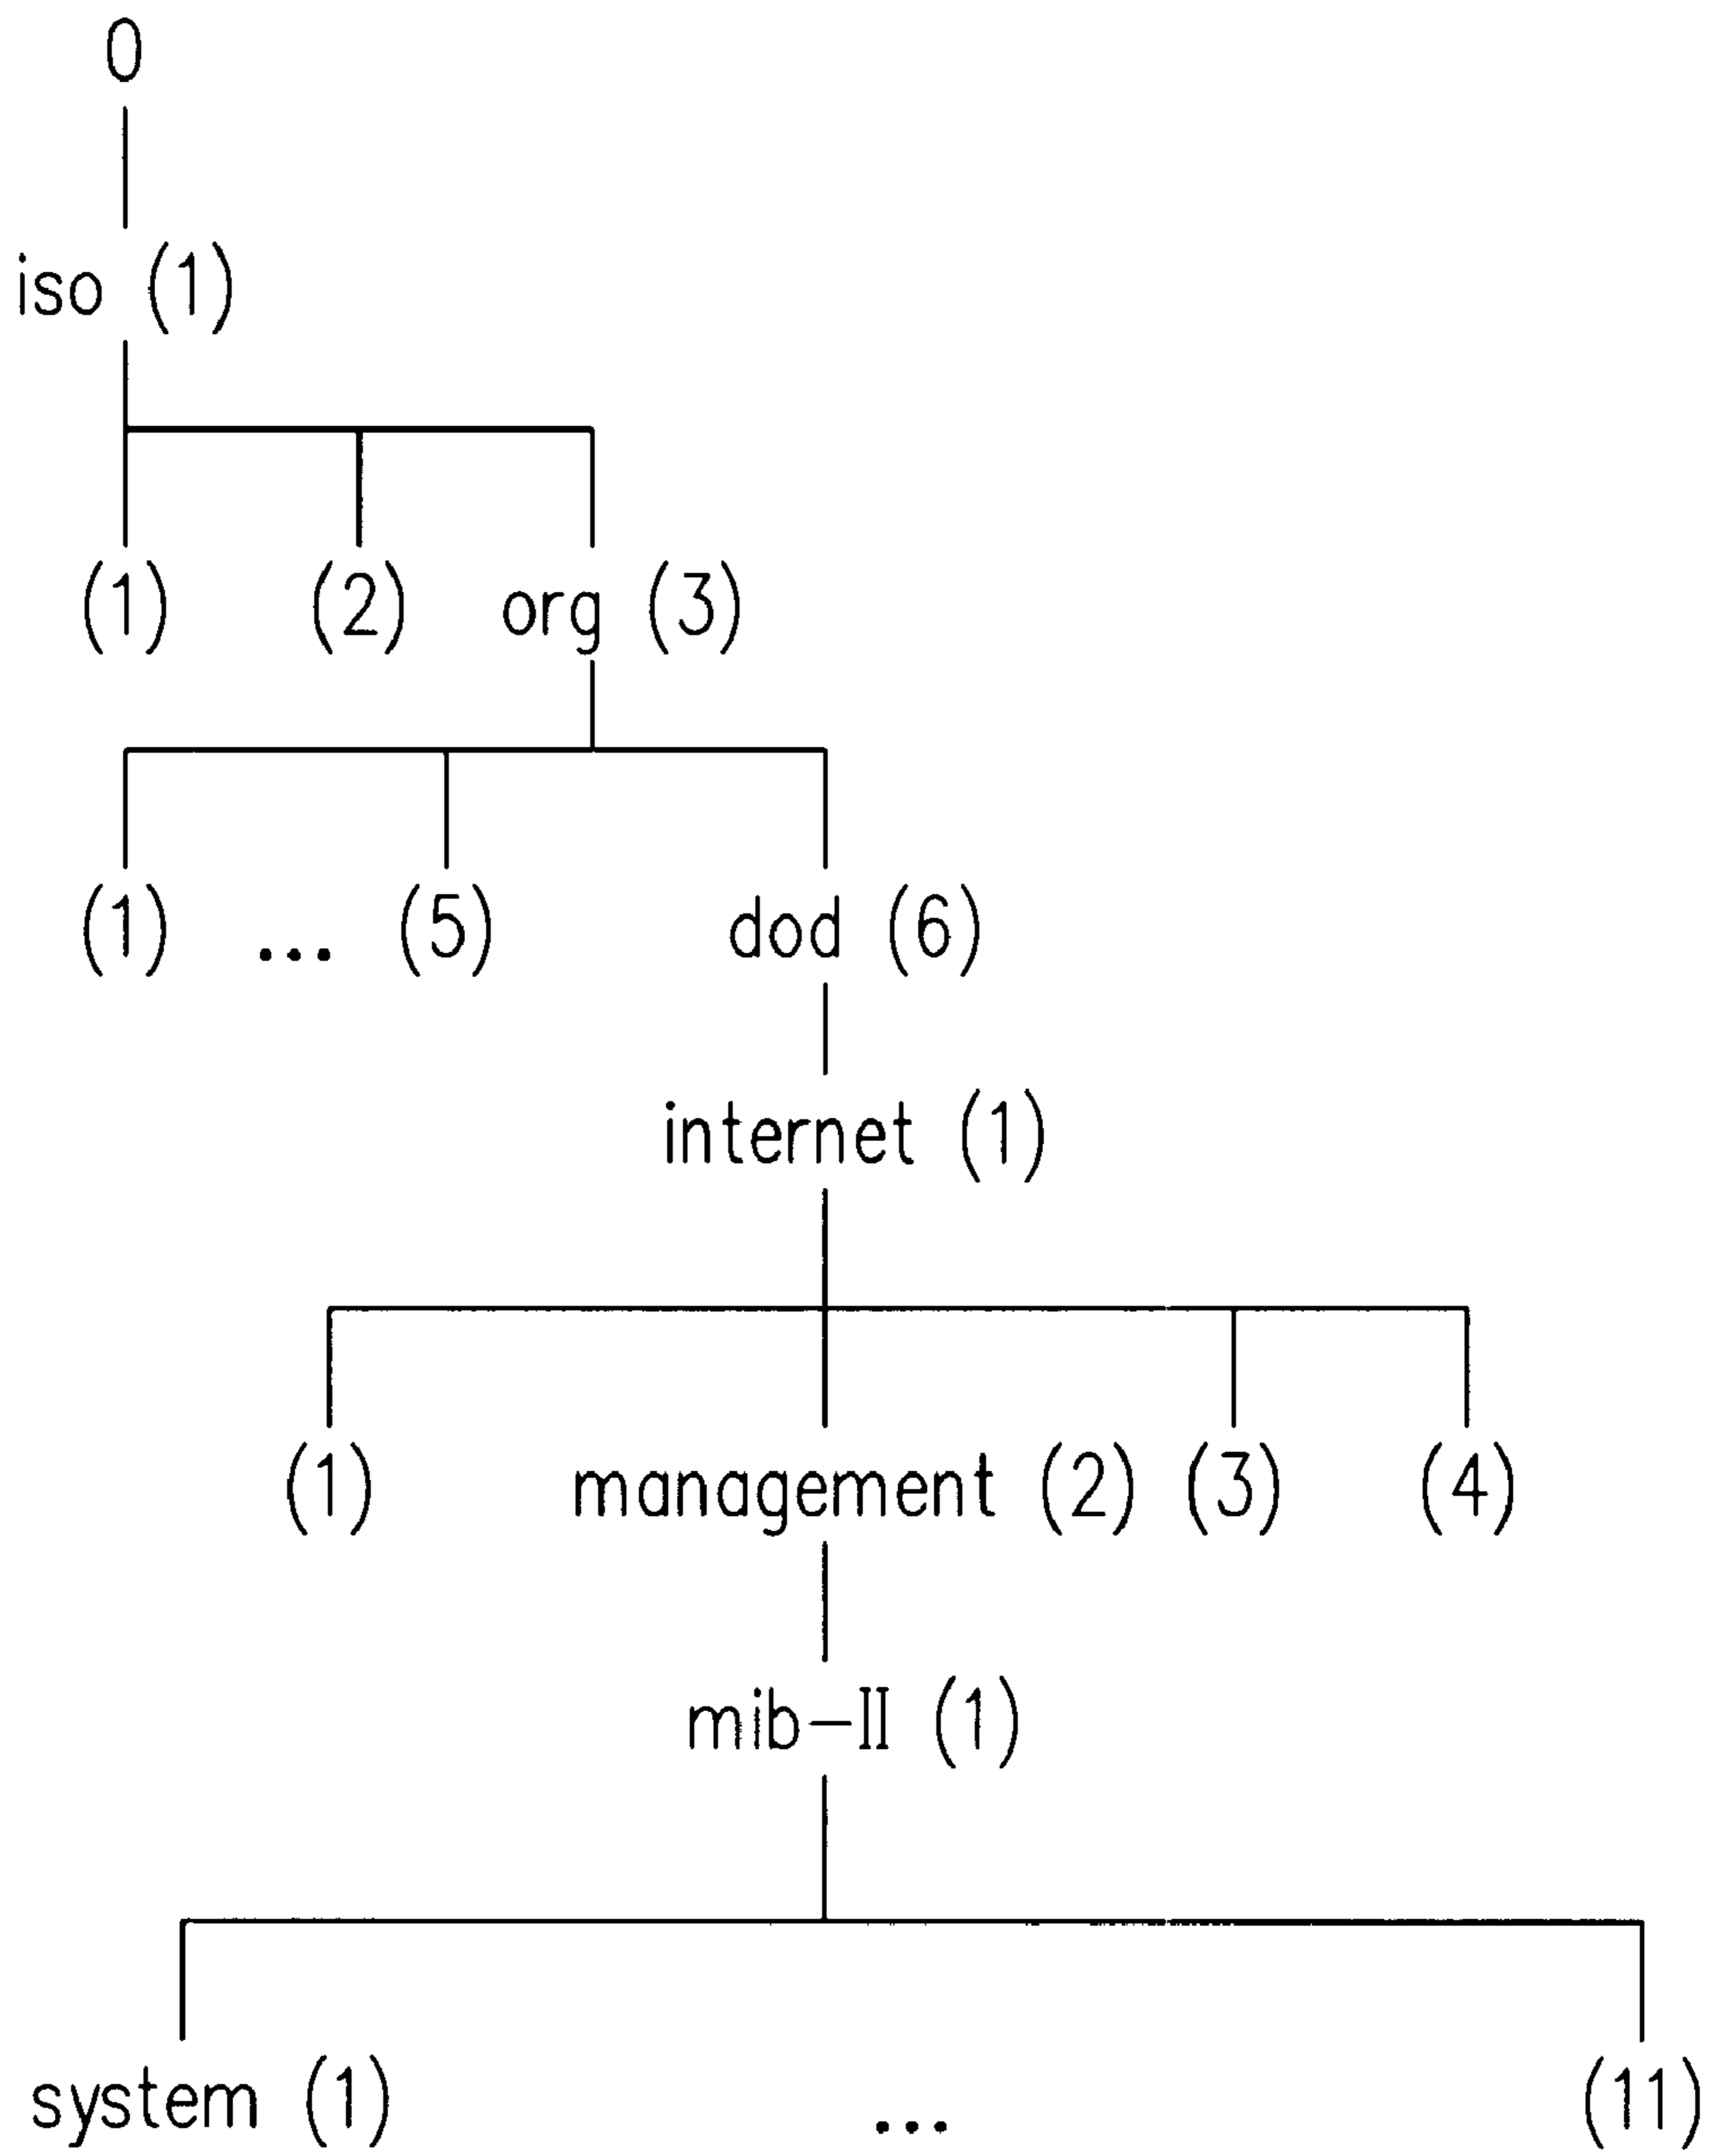 0
iso (1)
(1) (2) org (3)
(1) ... (5) dod (6)
internet (1)
(1) management (2) (3) (4)
mib-II (1)
system (1) ... (11)